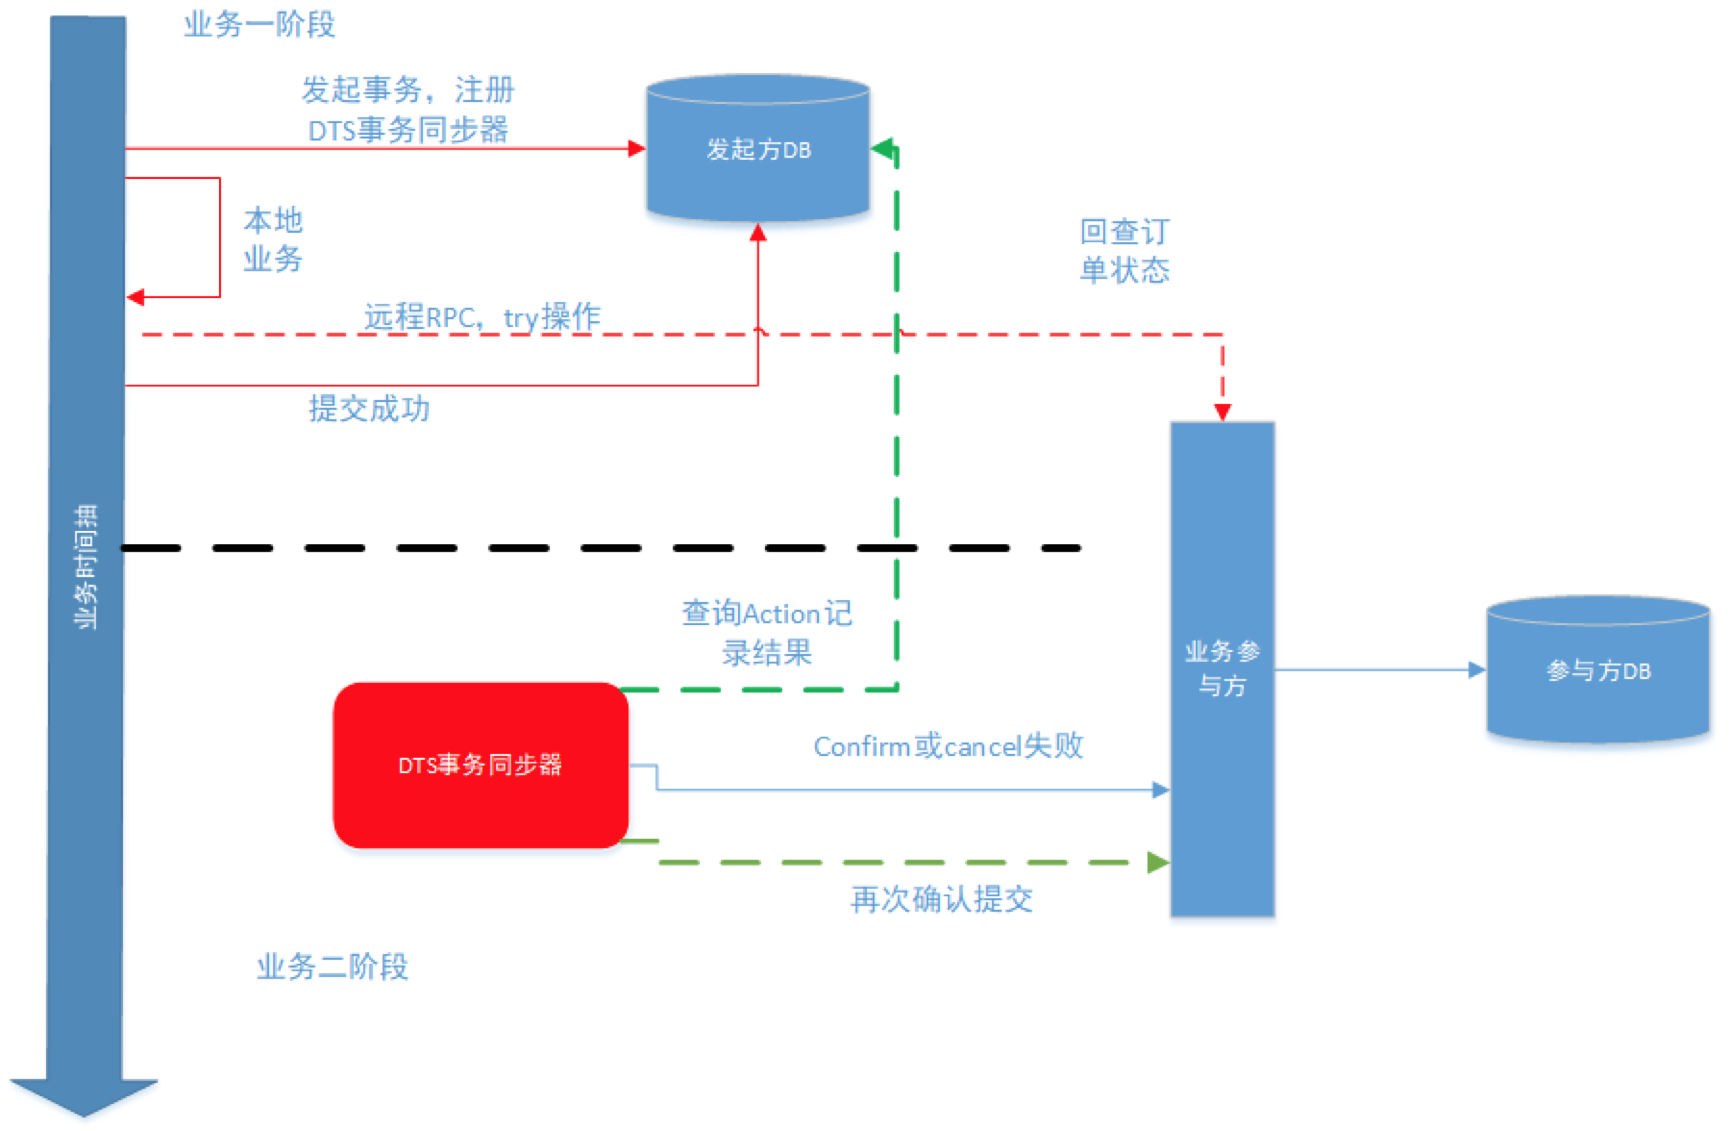 业务一阶段
发起事务，注册
DTS事务同步器
发起方DB
本地
业务
回查订
单状态
远程RPC，try操作
提交成功
业务时间抽
查询Action记
录结果
业务参
与方
参与方DB
DTS事务同步器
Confirm或cancel失败
再次确认提交
业务二阶段